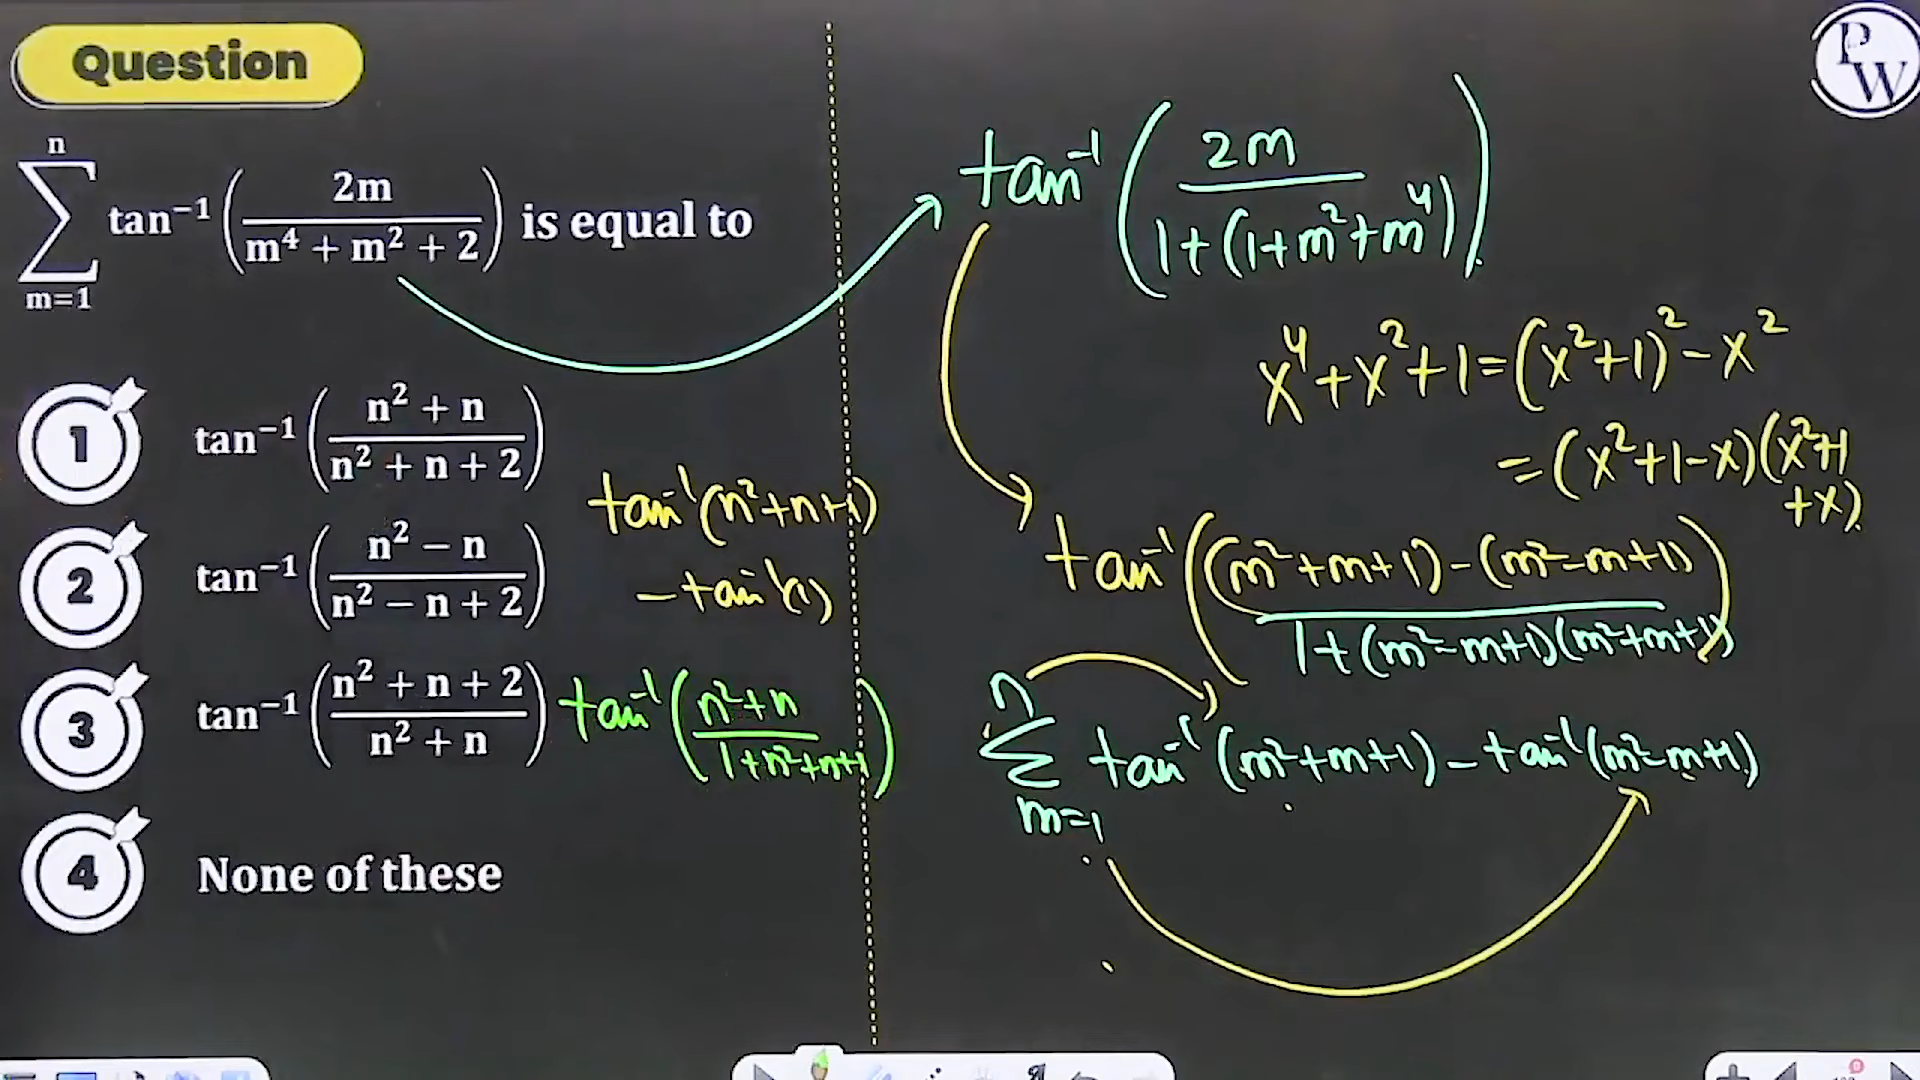 Question
n
∑ tan⁻¹ (2m / (m⁴ + m² + 2)) is equal to
m=1
1 tan⁻¹ ((n² + n) / (n² + n + 2))
2 tan⁻¹ ((n² − n) / (n² − n + 2))
3 tan⁻¹ ((n² + n + 2) / (n² + n))
4 None of these
tan⁻¹(n²+n+1)
− tan⁻¹(1)
tan⁻¹((n²+n) / (1+n²+n+1))
PW
tan⁻¹ (2m / (1+(1+m²+m⁴)))
x⁴+x²+1=(x²+1)²−x²
=(x²+1−x)(x²+1
+x)
tan⁻¹(((m²+m+1)−(m²−m+1)) / (1+(m²−m+1)(m²+m+1)))
n
∑ tan⁻¹(m²+m+1)−tan⁻¹(m²−m+1)
m=1